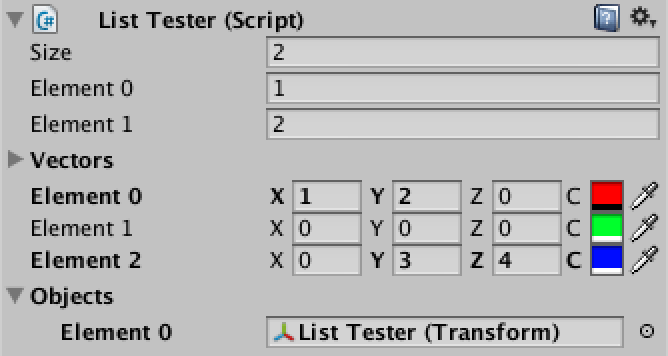 List Tester (Script)
Size 2
Element 0 1
Element 1 2
Vectors
Element 0 X 1 Y 2 Z 0 C
Element 1 X 0 Y 0 Z 0 C
Element 2 X 0 Y 3 Z 4 C
Objects
Element 0 List Tester (Transform)